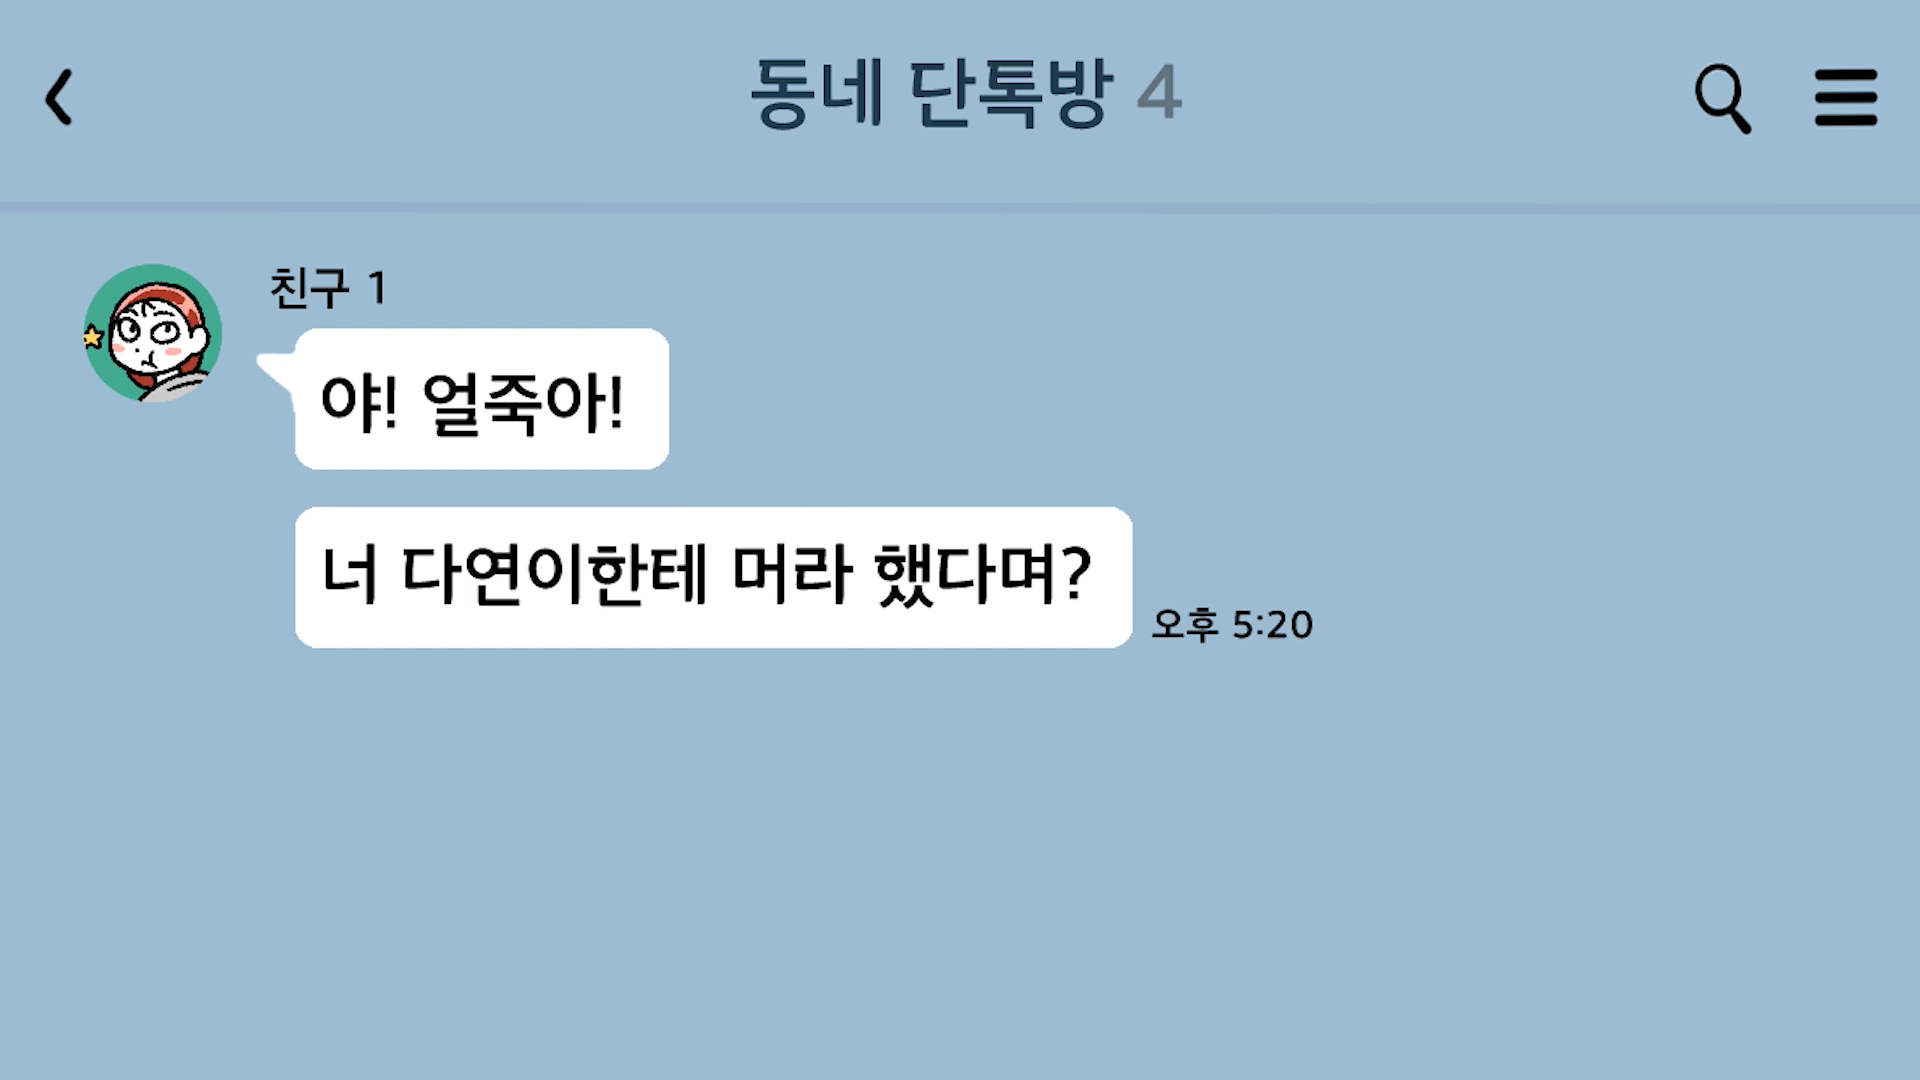 동네 단톡방 4
친구 1
야! 얼죽아!
너 다연이한테 머라 했다며?
오후 5:20